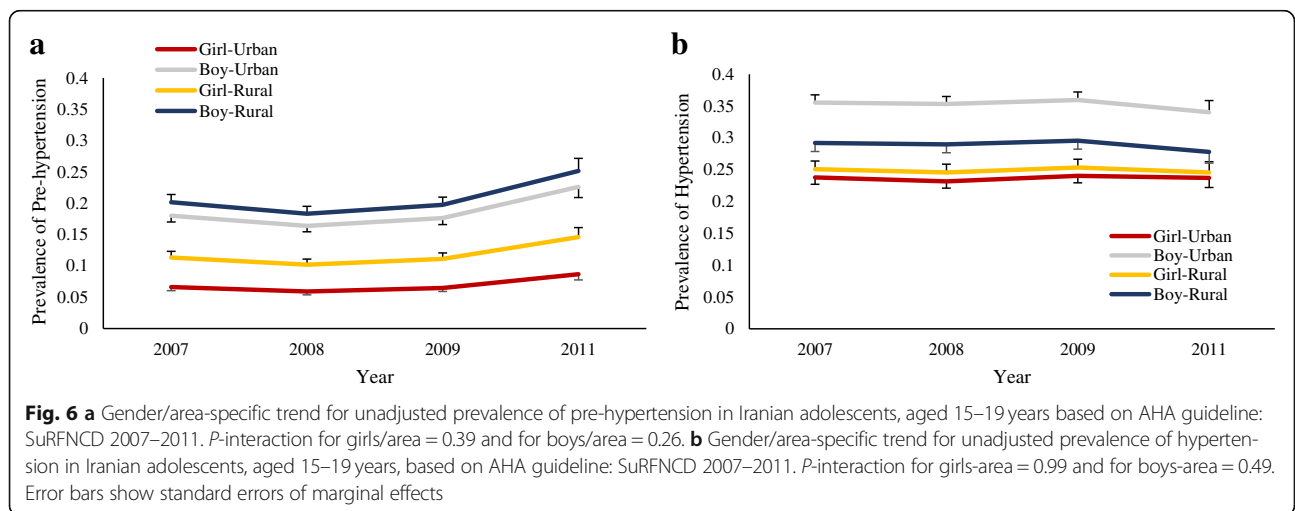 a
Girl-Urban
Boy-Urban
Girl-Rural
Boy-Rural
Prevalence of Pre-hypertension
0.4
0.35
0.3
0.25
0.2
0.15
0.1
0.05
0
2007 2008 2009 2011
Year
b
Prevalence of Hypertension
0.4
0.35
0.3
0.25
0.2
0.15
0.1
0.05
0
Girl-Urban
Boy-Urban
Girl-Rural
Boy-Rural
2007 2008 2009 2011
Year
Fig. 6 a Gender/area-specific trend for unadjusted prevalence of pre-hypertension in Iranian adolescents, aged 15–19 years based on AHA guideline:
SuRFNCD 2007–2011. P-interaction for girls/area = 0.39 and for boys/area = 0.26. b Gender/area-specific trend for unadjusted prevalence of hyperten-
sion in Iranian adolescents, aged 15–19 years, based on AHA guideline: SuRFNCD 2007–2011. P-interaction for girls-area = 0.99 and for boys-area = 0.49.
Error bars show standard errors of marginal effects